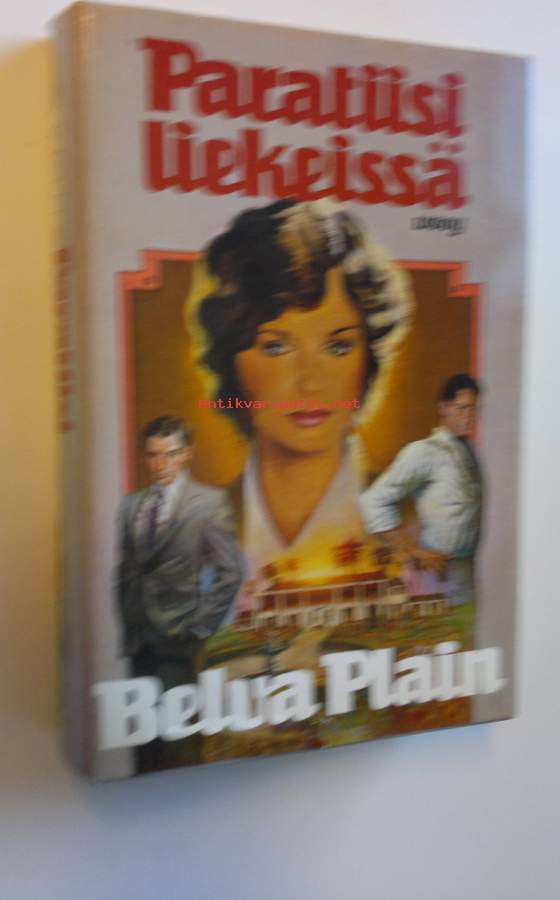 Paratiisi
liekeissä
antikvariaatti.net
Belva Plain